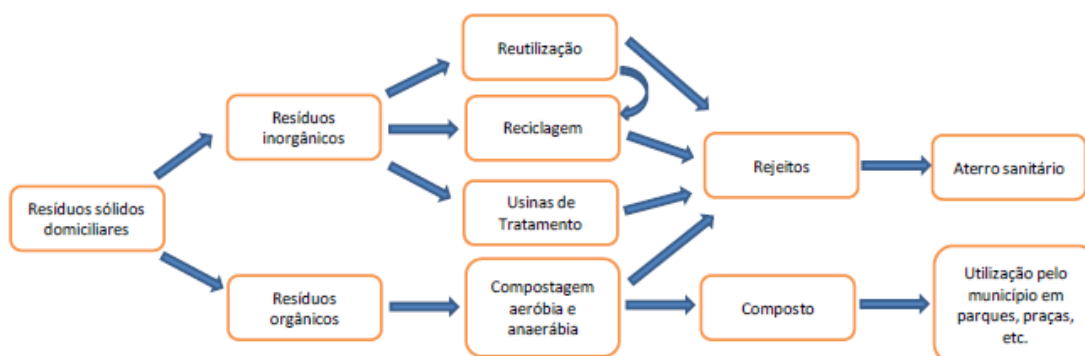 Resíduos sólidos
domiciliares
Resíduos
inorgânicos
Resíduos
orgânicos
Reutilização
Reciclagem
Usinas de
Tratamento
Compostagem
aeróbia e
anaerábia
Rejeitos
Composto
Aterro sanitário
Utilização pelo
município em
parques, praças,
etc.